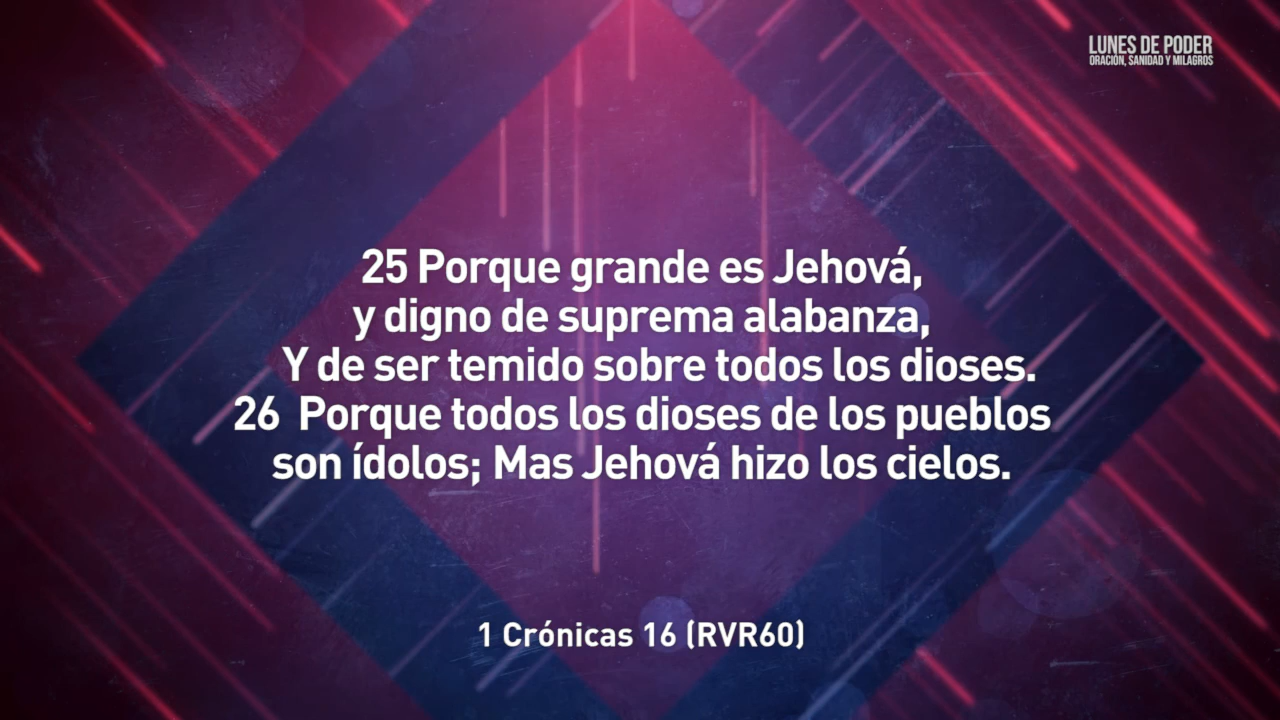 LUNES DE PODER
ORACIÓN, SANIDAD Y MILAGROS
25 Porque grande es Jehová,
y digno de suprema alabanza,
Y de ser temido sobre todos los dioses.
26 Porque todos los dioses de los pueblos
son ídolos; Mas Jehová hizo los cielos.
1 Crónicas 16 (RVR60)